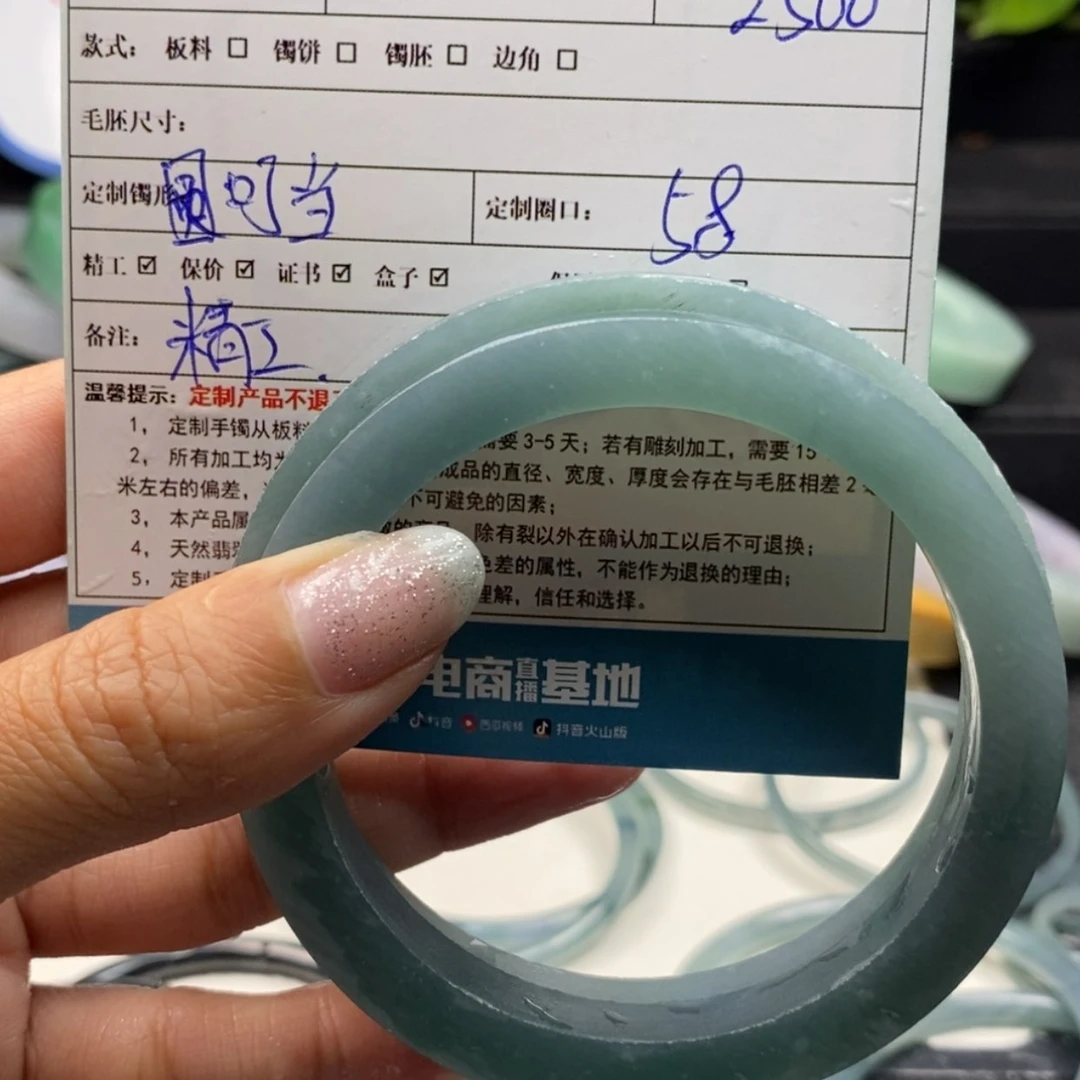 2500
款式： 板料 □ 镯饼 □ 镯胚 □ 边角 □
毛胚尺寸：
定制镯形 圆叮当 定制圈口： 58
精工 ☑ 保价 ☑ 证书 ☑ 盒子 ☑
备注： 精工.
温馨提示：定制产品不退
1， 定制手镯从板料 需要 3-5 天；若有雕刻加工，需要 15
2， 所有加工均为 成品的直径、宽度、厚度会存在与毛胚相差 2
米左右的偏差， 不可避免的因素；
3， 本产品属 除有裂以外在确认加工以后不可退换；
4， 天然翡翠 色差的属性，不能作为退换的理由；
5， 定制 理解，信任和选择。
电商直播基地
抖音 西瓜视频 抖音火山版